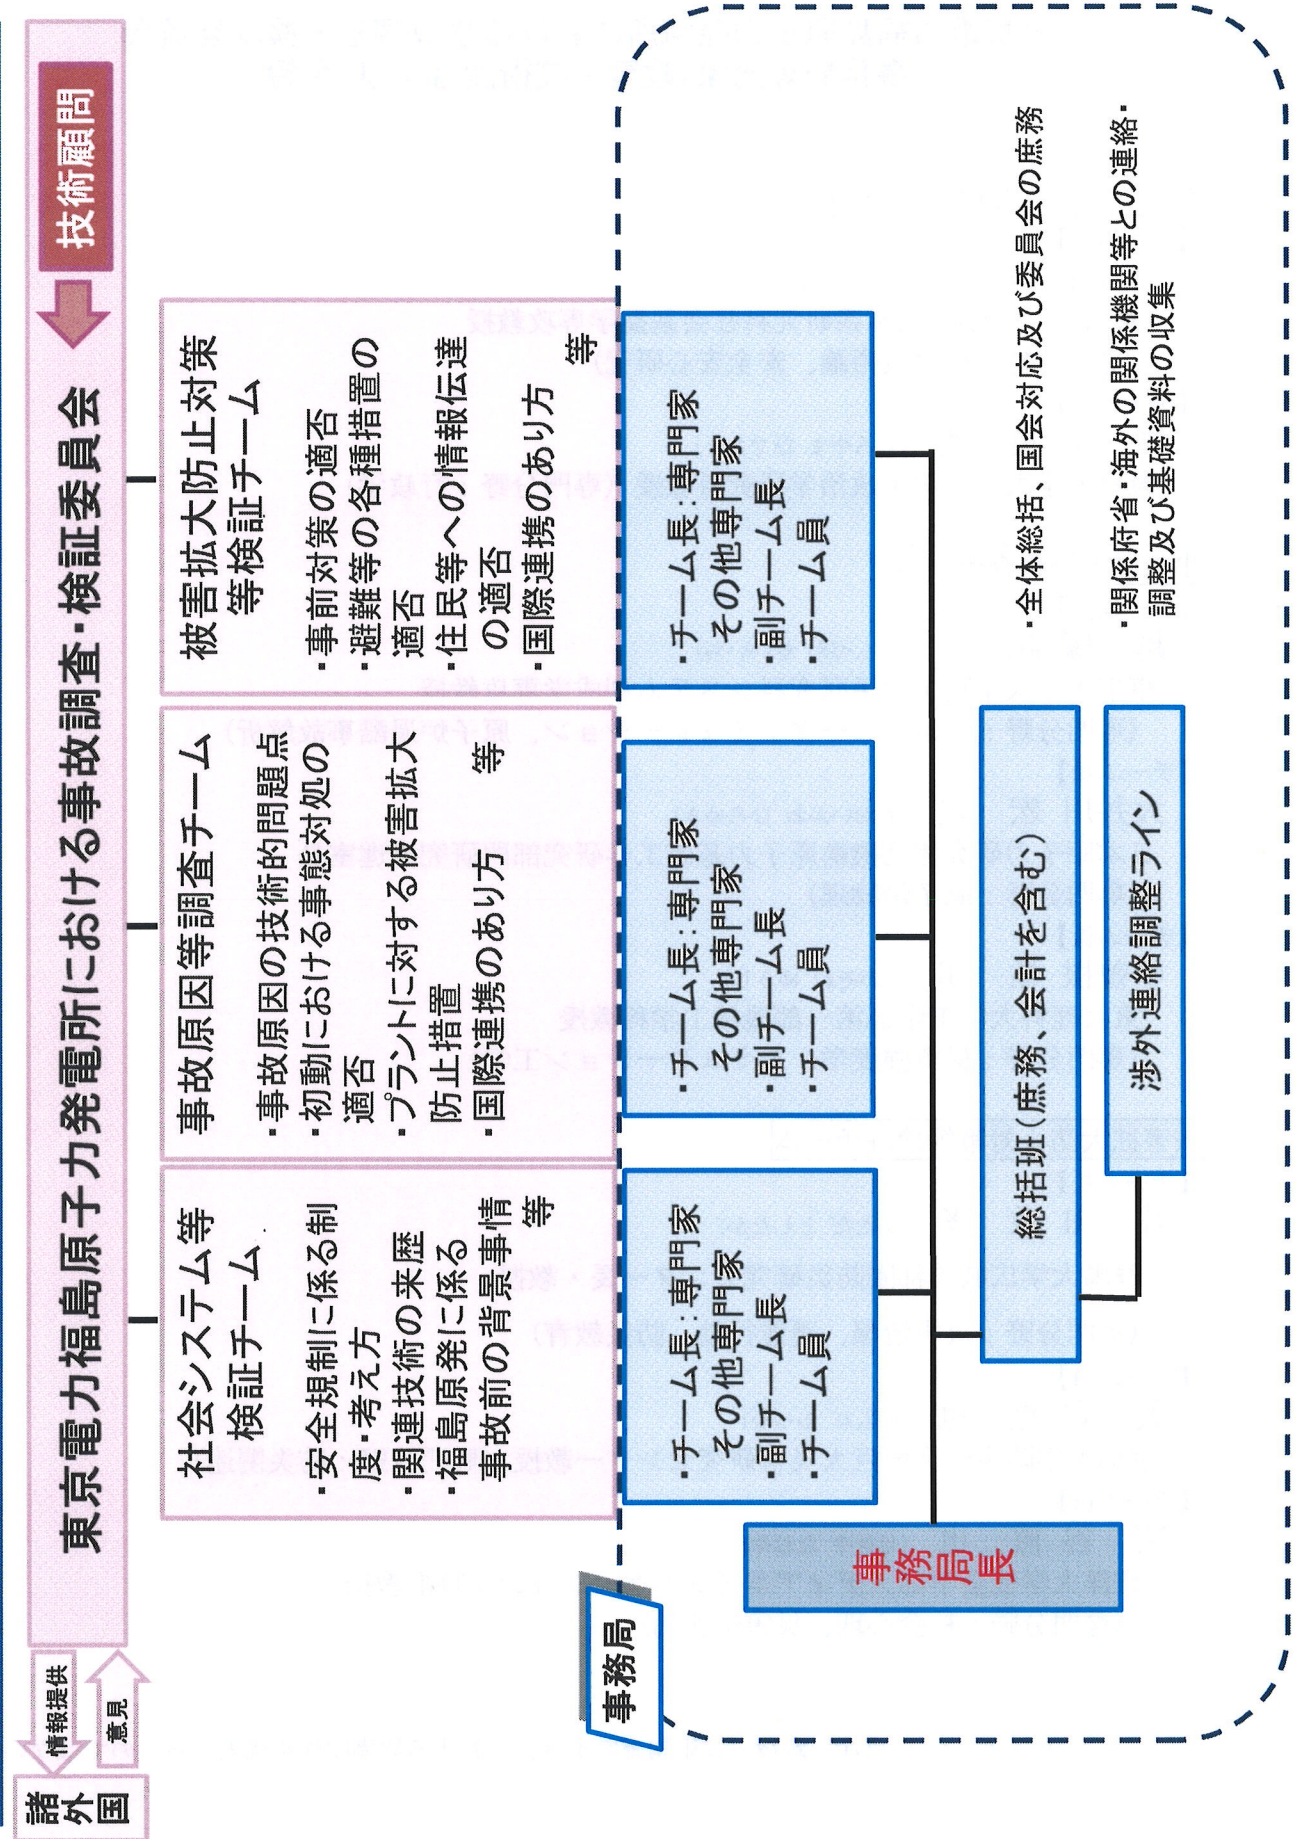 東京電力福島原子力発電所における事故調査・検証委員会
技術顧問
諸外国
情報提供
意見
社会システム等
検証チーム
・安全規制に係る制
度・考え方
・関連技術の来歴
・福島原発に係る
事故前の背景事情
等
事故原因等調査チーム
・事故原因の技術的問題点
・初動における事態対処の
適否
・プラントに対する被害拡大
防止措置
・国際連携のあり方
等
被害拡大防止対策
等検証チーム
・事前対策の適否
・避難等の各種措置の
適否
・住民等への情報伝達
の適否
・国際連携のあり方
等
事務局
・チーム長:専門家
その他専門家
・副チーム長
・チーム員
・チーム長:専門家
その他専門家
・副チーム長
・チーム員
・チーム長:専門家
その他専門家
・副チーム長
・チーム員
事務局長
総括班(庶務、会計を含む)
・全体総括、国会対応及び委員会の庶務
渉外連絡調整ライン
・関係府省・海外の関係機関等との連絡・
調整及び基礎資料の収集